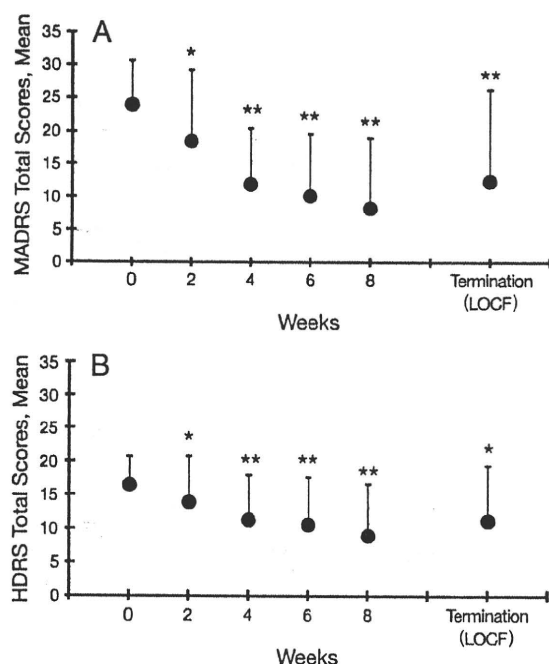 A
MADRS Total Scores, Mean
35
30
25
20
15
10
5
0
* ** ** ** **
0 2 4 6 8 Termination
(LOCF)
Weeks
B
HDRS Total Scores, Mean
35
30
25
20
15
10
5
0
* ** ** ** *
0 2 4 6 8 Termination
(LOCF)
Weeks